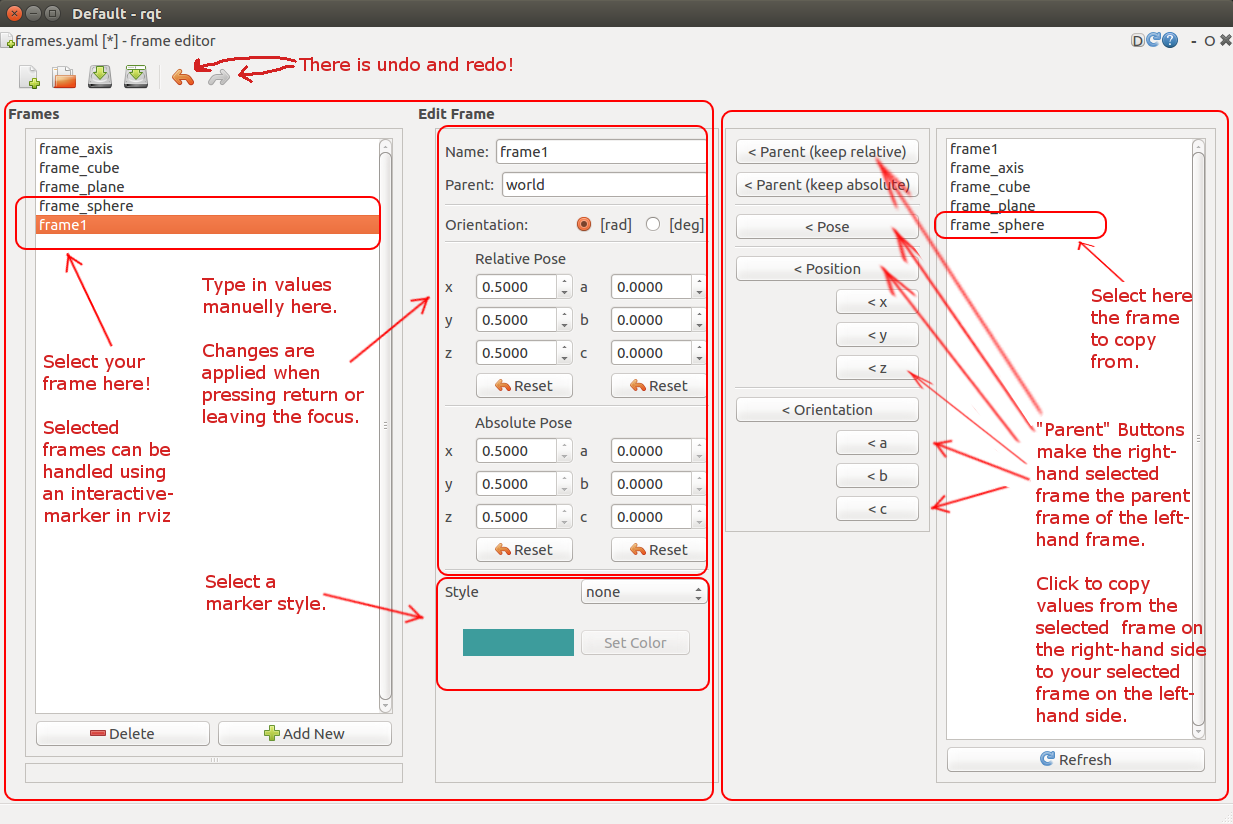 Default - rqt
frames.yaml [*] - frame editor
D
?
- O
There is undo and redo!
Frames
frame_axis
frame_cube
frame_plane
frame_sphere
frame1
Select your
frame here!
Selected
frames can be
handled using
an interactive-
marker in rviz
Type in values
manuelly here.
Changes are
applied when
pressing return or
leaving the focus.
Select a
marker style.
Delete
Add New
Edit Frame
Name: frame1
Parent: world
Orientation: [rad] [deg]
Relative Pose
x 0.5000 a 0.0000
y 0.5000 b 0.0000
z 0.5000 c 0.0000
Reset Reset
Absolute Pose
x 0.5000 a 0.0000
y 0.5000 b 0.0000
z 0.5000 c 0.0000
Reset Reset
Style none
Set Color
< Parent (keep relative)
< Parent (keep absolute)
< Pose
< Position
< x
< y
< z
< Orientation
< a
< b
< c
frame1
frame_axis
frame_cube
frame_plane
frame_sphere
Select here
the frame
to copy
from.
"Parent" Buttons
make the right-
hand selected
frame the parent
frame of the left-
hand frame.
Click to copy
values from the
selected frame on
the right-hand side
to your selected
frame on the left-
hand side.
Refresh